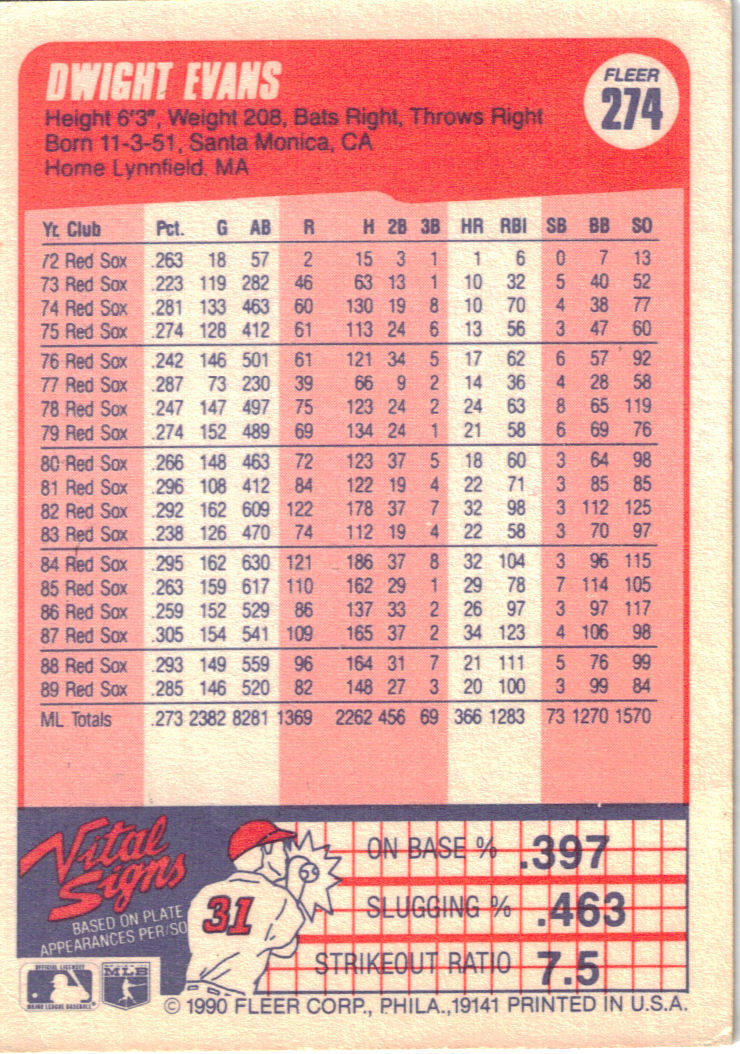 DWIGHT EVANS
FLEER
274
Height 6'3", Weight 208, Bats Right, Throws Right
Born 11-3-51, Santa Monica, CA
Home Lynnfield, MA
Yr. Club Pct. G AB R H 2B 3B HR RBI SB BB SO
72 Red Sox .263 18 57 2 15 3 1 1 6 0 7 13
73 Red Sox .223 119 282 46 63 13 1 10 32 5 40 52
74 Red Sox .281 133 463 60 130 19 8 10 70 4 38 77
75 Red Sox .274 128 412 61 113 24 6 13 56 3 47 60
76 Red Sox .242 146 501 61 121 34 5 17 62 6 57 92
77 Red Sox .287 73 230 39 66 9 2 14 36 4 28 58
78 Red Sox .247 147 497 75 123 24 2 24 63 8 65 119
79 Red Sox .274 152 489 69 134 24 1 21 58 6 69 76
80 Red Sox .266 148 463 72 123 37 5 18 60 3 64 98
81 Red Sox .296 108 412 84 122 19 4 22 71 3 85 85
82 Red Sox .292 162 609 122 178 37 7 32 98 3 112 125
83 Red Sox .238 126 470 74 112 19 4 22 58 3 70 97
84 Red Sox .295 162 630 121 186 37 8 32 104 3 96 115
85 Red Sox .263 159 617 110 162 29 1 29 78 7 114 105
86 Red Sox .259 152 529 86 137 33 2 26 97 3 97 117
87 Red Sox .305 154 541 109 165 37 2 34 123 4 106 98
88 Red Sox .293 149 559 96 164 31 7 21 111 5 76 99
89 Red Sox .285 146 520 82 148 27 3 20 100 3 99 84
ML Totals .273 2382 8281 1369 2262 456 69 366 1283 73 1270 1570
Vital
Signs
BASED ON PLATE
APPEARANCES PER/SO
31
ON BASE % .397
SLUGGING % .463
STRIKEOUT RATIO 7.5
OFFICIAL LICENSEE
MAJOR LEAGUE BASEBALL
MLB
© 1990 FLEER CORP., PHILA.,19141 PRINTED IN U.S.A.